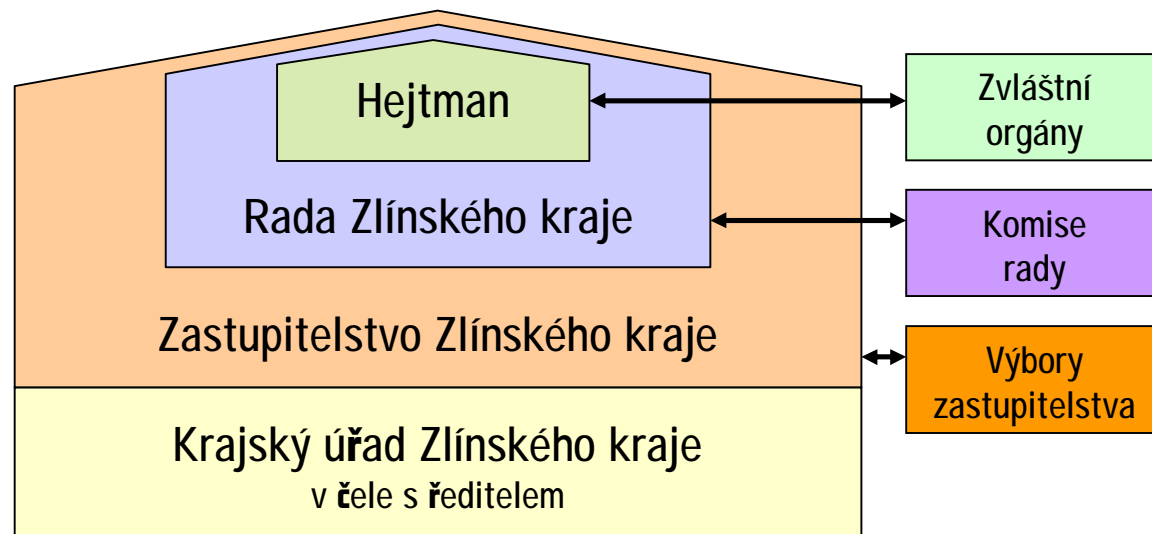 Hejtman
Rada Zlínského kraje
Zastupitelstvo Zlínského kraje
Krajský úřad Zlínského kraje
v čele s ředitelem
Zvláštní
orgány
Komise
rady
Výbory
zastupitelstva